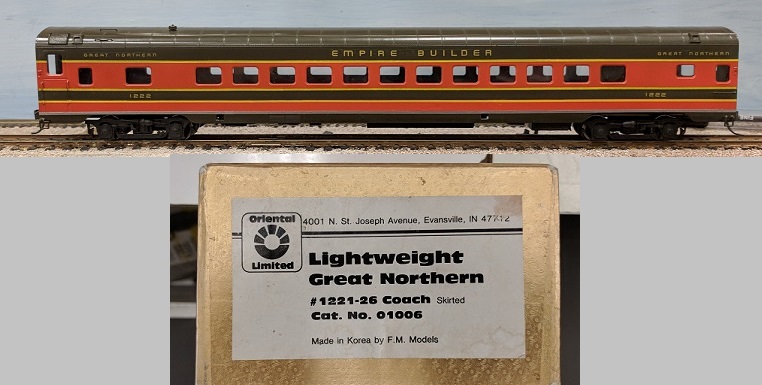 GREAT NORTHERN EMPIRE BUILDER GREAT NORTHERN
1222 1222
Oriental
Limited
4001 N. St. Joseph Avenue, Evansville, IN 47712
Lightweight
Great Northern
#1221-26 Coach Skirted
Cat. No. 01006
Made in Korea by F.M. Models